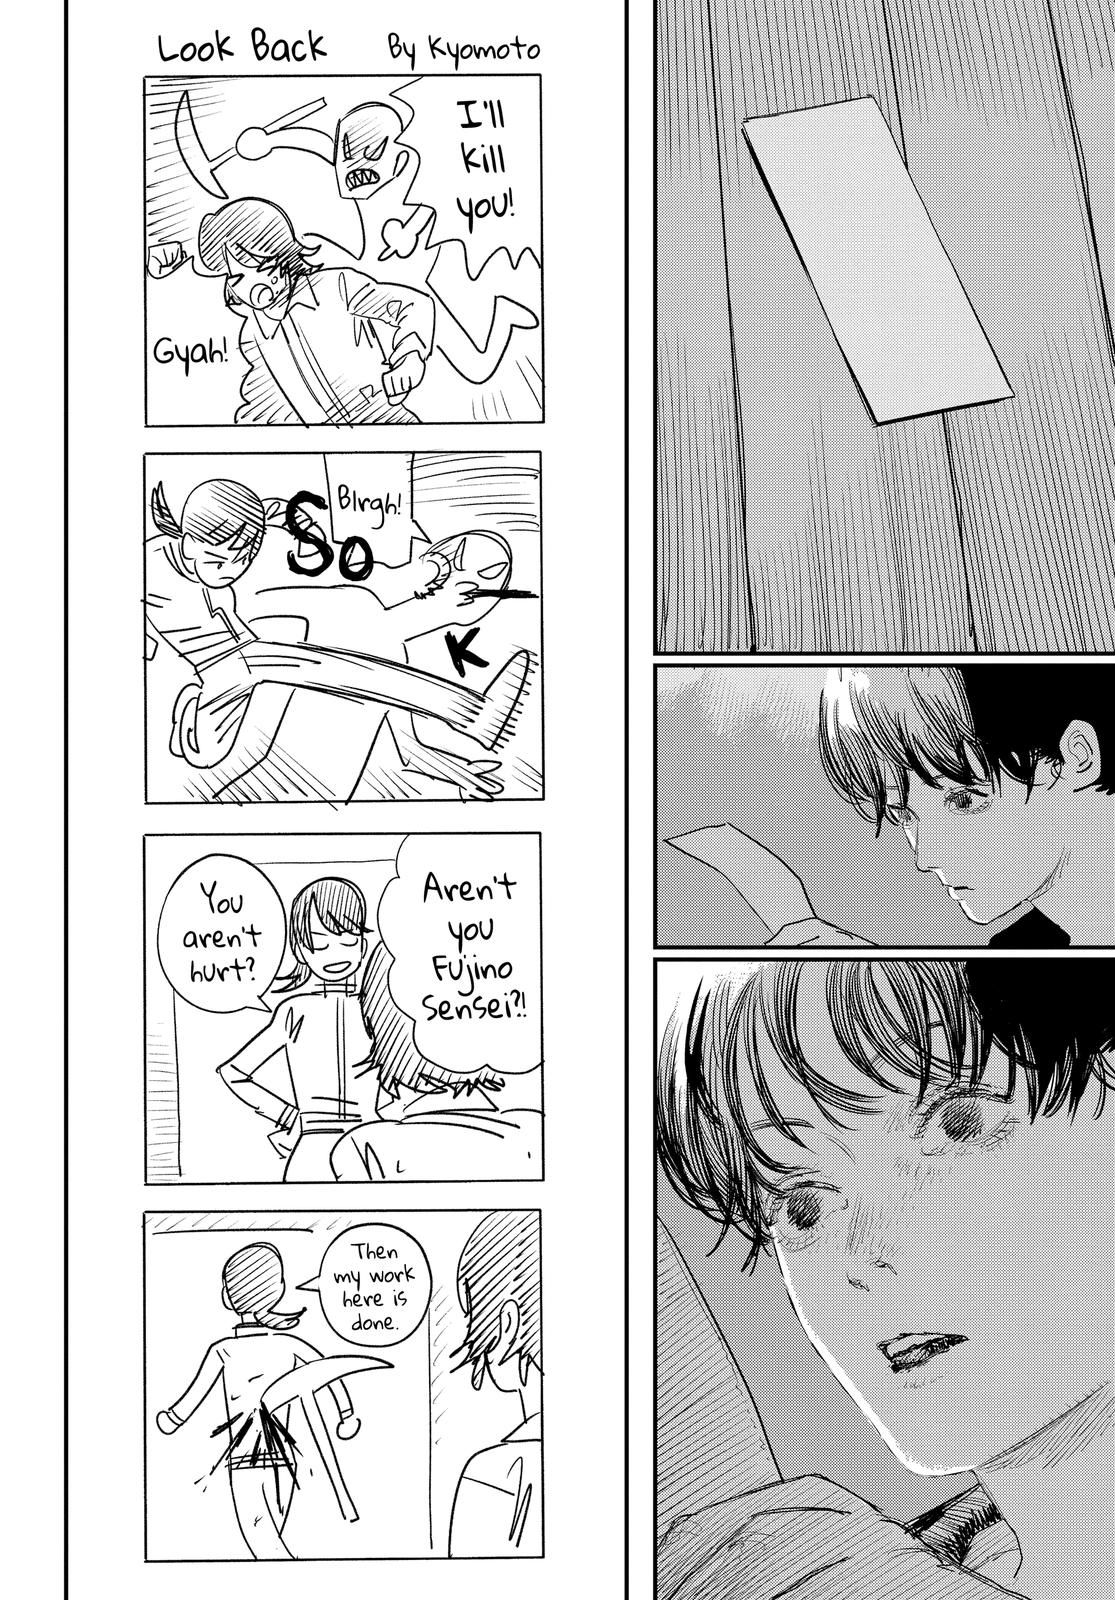 Look Back
By Kyomoto
I'll
kill
you!
Gyah!
Blrgh!
So
K
You
aren't
hurt?
Aren't
you
Fujino
Sensei?!
Then
my work
here is
done.